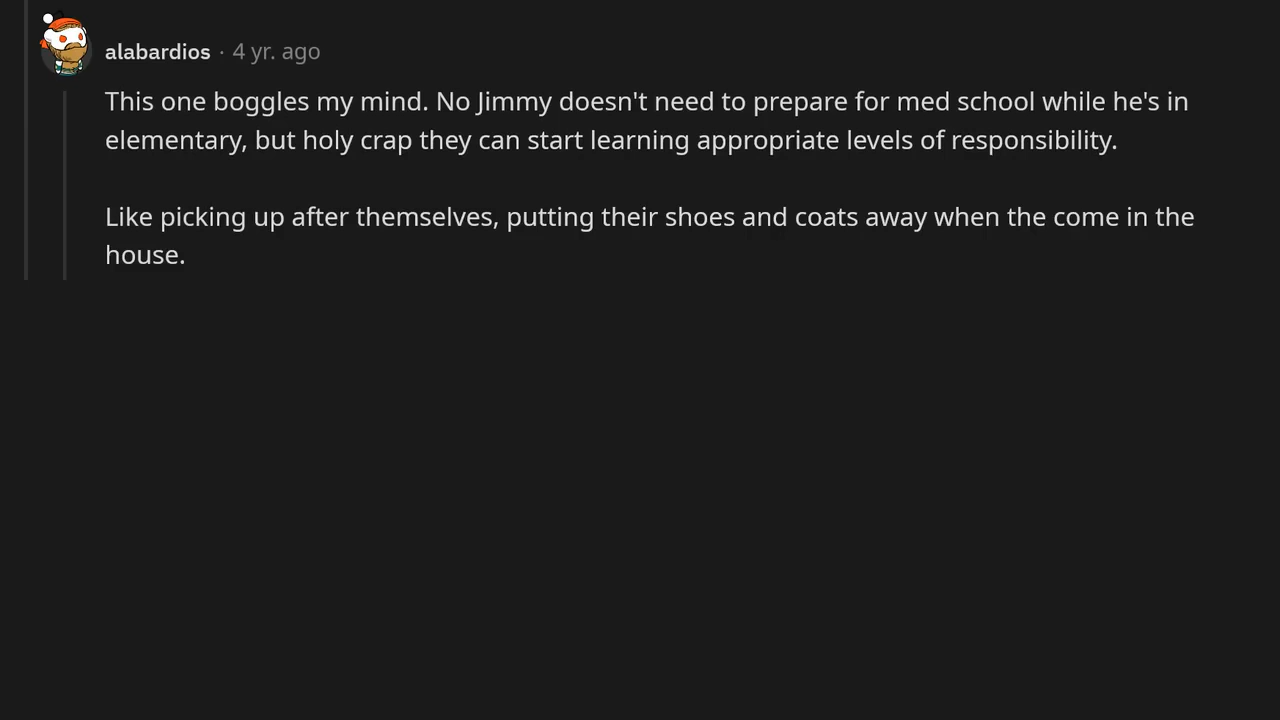 alabardios · 4 yr. ago
This one boggles my mind. No Jimmy doesn't need to prepare for med school while he's in
elementary, but holy crap they can start learning appropriate levels of responsibility.
Like picking up after themselves, putting their shoes and coats away when the come in the
house.